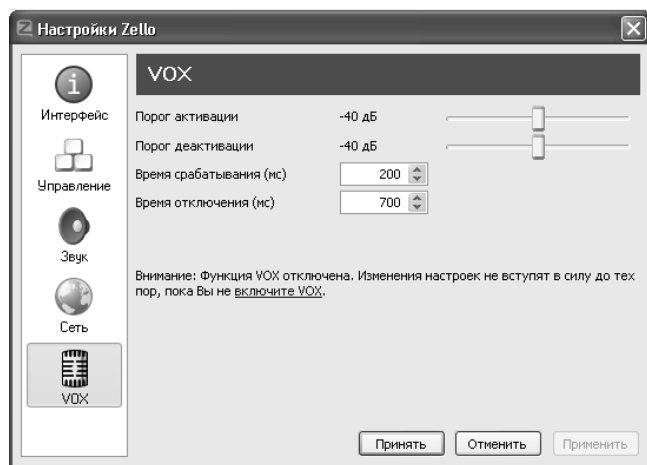 Настройки Zello
Интерфейс
Управление
Звук
Сеть
VOX
VOX
Порог активации -40 дБ
Порог деактивации -40 дБ
Время срабатывания (мс) 200
Время отключения (мс) 700
Внимание: Функция VOX отключена. Изменения настроек не вступят в силу до тех
пор, пока Вы не включите VOX.
Принять Отменить Применить